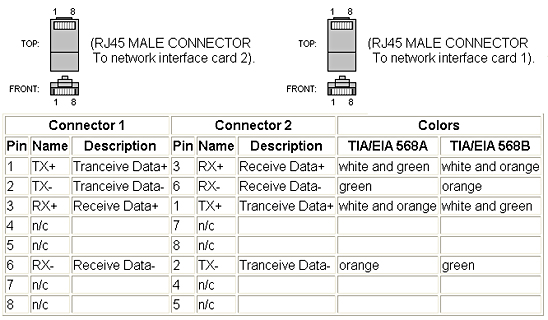 1 8
1 8
TOP:
(RJ45 MALE CONNECTOR
To network interface card 2).
TOP:
(RJ45 MALE CONNECTOR
To network interface card 1).
FRONT:
FRONT:
1 8
1 8
Connector 1 Connector 2 Colors
Pin Name Description Pin Name Description TIA/EIA 568A TIA/EIA 568B
1 TX+ Tranceive Data+ 3 RX+ Receive Data+ white and green white and orange
2 TX- Tranceive Data- 6 RX- Receive Data- green orange
3 RX+ Receive Data+ 1 TX+ Tranceive Data+ white and orange white and green
4 n/c 7 n/c
5 n/c 8 n/c
6 RX- Receive Data- 2 TX- Tranceive Data- orange green
7 n/c 4 n/c
8 n/c 5 n/c